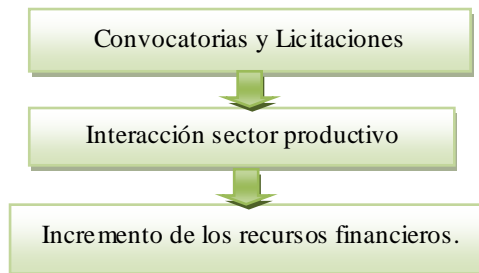 Convocatorias y Licitaciones
Interacción sector productivo
Incremento de los recursos financieros.